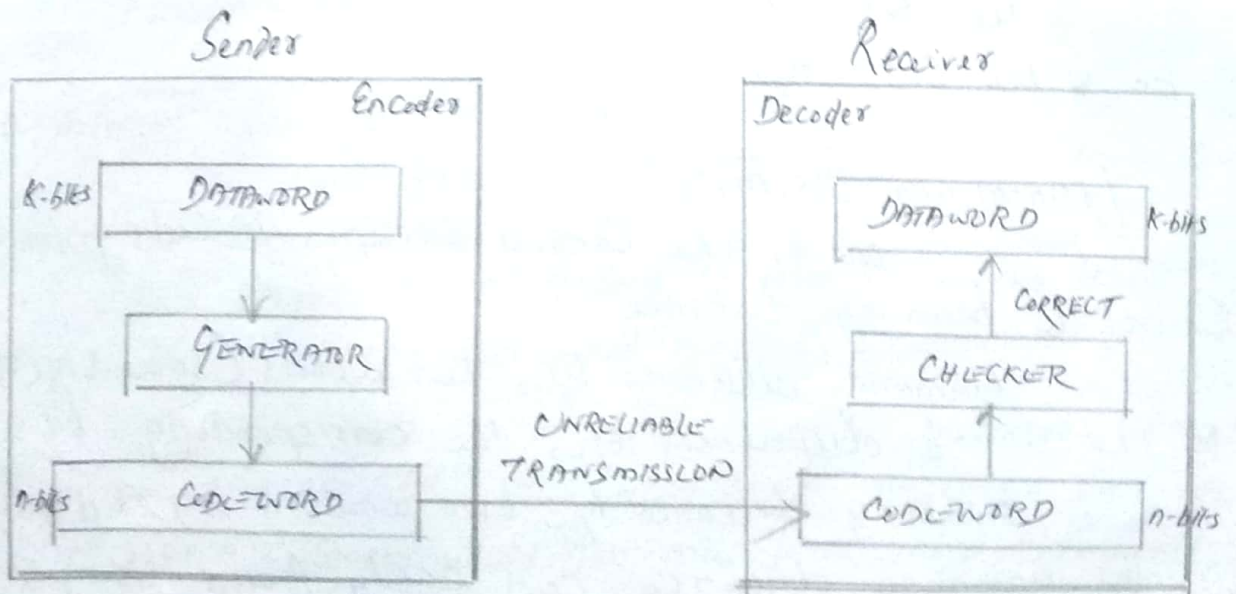 Sender
Encoder
K-bits DATAWORD
GENERATOR
n-bits CODEWORD
UNRELIABLE
TRANSMISSION
Receiver
Decoder
DATAWORD K-bits
CORRECT
CHECKER
CODEWORD n-bits